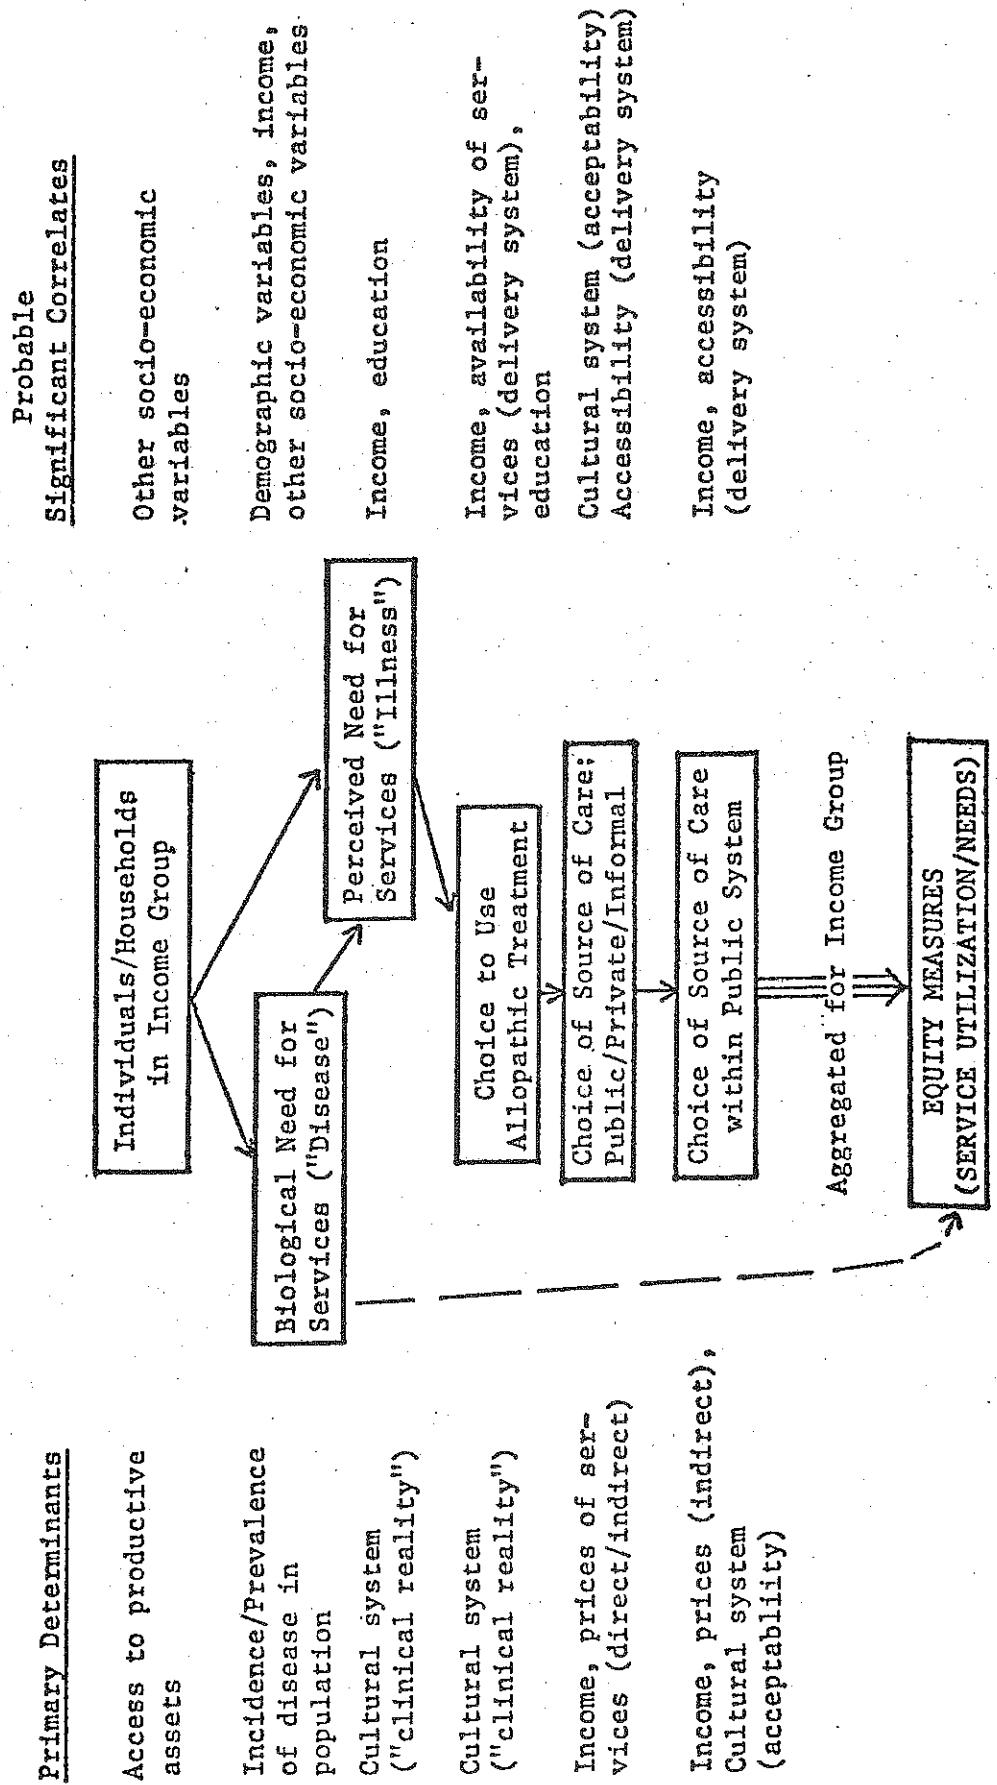 Primary Determinants
Access to productive
assets
Incidence/Prevalence
of disease in
population
Cultural system
("clinical reality")
Cultural system
("clinical reality")
Income, prices of ser-
vices (direct/indirect)
Income, prices (indirect),
Cultural system
(acceptabliity)
Individuals/Households
in Income Group
Biological Need for
Services ("Disease")
Perceived Need for
Services ("Illness")
Choice to Use
Allopathic Treatment
Choice of Source of Care;
Public/Private/Informal
Choice of Source of Care
within Public System
Aggregated for Income Group
EQUITY MEASURES
(SERVICE UTILIZATION/NEEDS)
Probable
Significant Correlates
Other socio-economic
variables
Demographic variables, income,
other socio-economic variables
Income, education
Income, availability of ser-
vices (delivery system),
education
Cultural system (acceptability)
Accessibility (delivery system)
Income, accessibility
(delivery system)